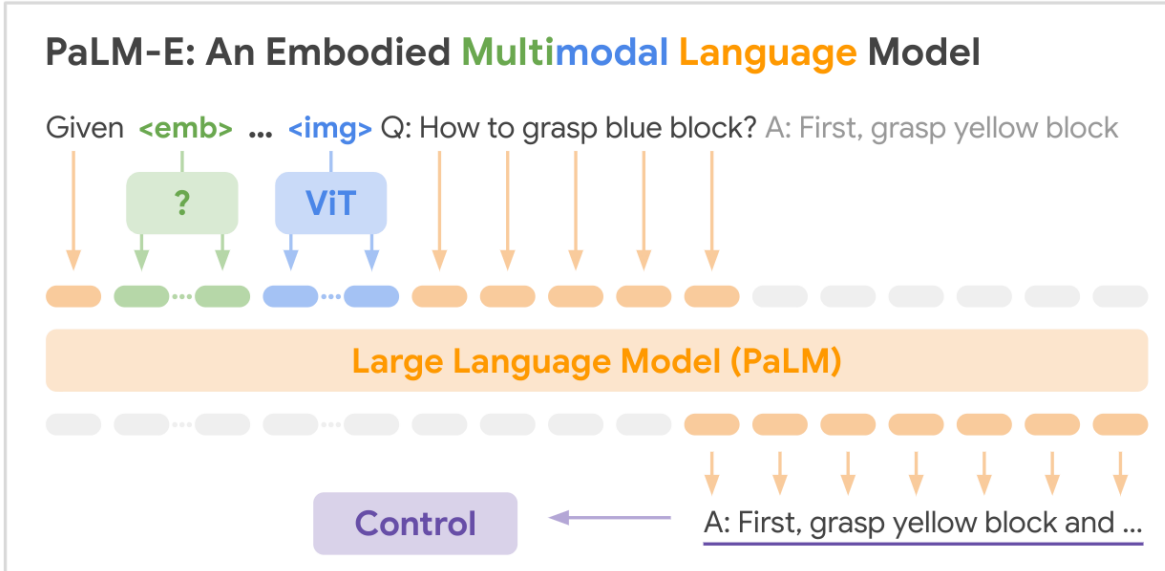 PaLM-E: An Embodied Multimodal Language Model
Given <emb> ... <img> Q: How to grasp blue block? A: First, grasp yellow block
? ViT
Large Language Model (PaLM)
Control A: First, grasp yellow block and ...